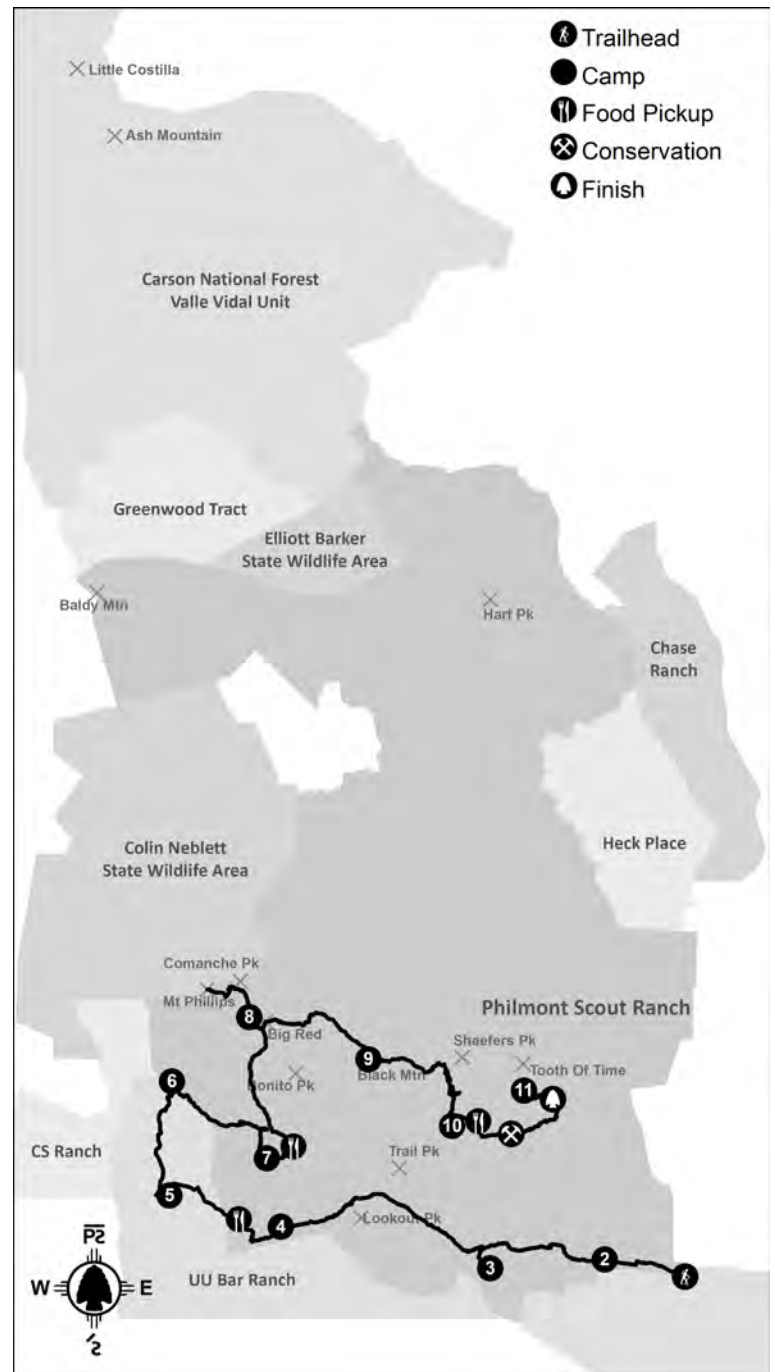 Trailhead
Camp
Food Pickup
Conservation
Finish
Little Costilla
Ash Mountain
Carson National Forest
Valle Vidal Unit
Greenwood Tract
Elliott Barker
State Wildlife Area
Baldy Mtn
Hart Pk
Chase
Ranch
Heck Place
Colin Neblett
State Wildlife Area
Comanche Pk
Mt Phillips
8
Big Red
Philmont Scout Ranch
Sheefers Pk
9
Black Mtn
Tooth Of Time
6
Bonito Pk
11
10
CS Ranch
7
Trail Pk
5
4
Lookout Pk
3
2
UU Bar Ranch
W
E